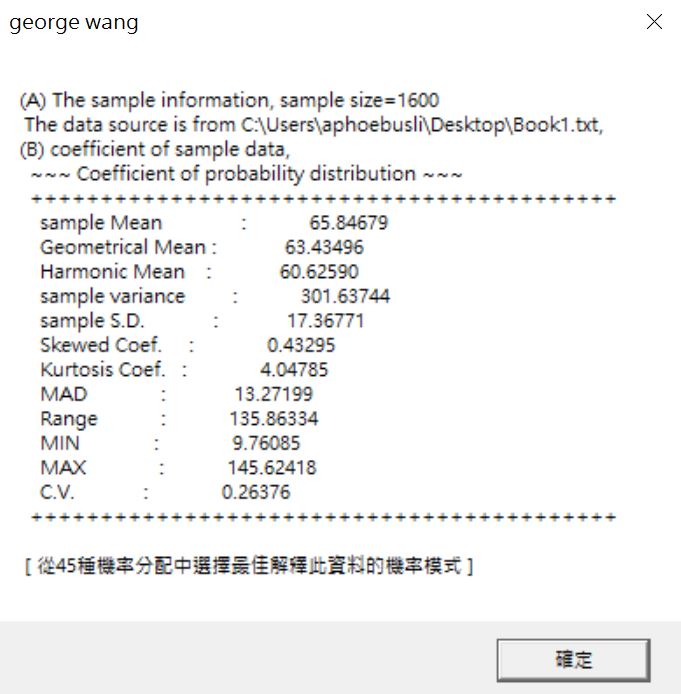 george wang
(A) The sample information, sample size=1600
The data source is from C:\Users\aphoebusli\Desktop\Book1.txt,
(B) coefficient of sample data,
~~~ Coefficient of probability distribution ~~~
++++++++++++++++++++++++++++++++++++++++++
sample Mean : 65.84679
Geometrical Mean : 63.43496
Harmonic Mean : 60.62590
sample variance : 301.63744
sample S.D. : 17.36771
Skewed Coef. : 0.43295
Kurtosis Coef. : 4.04785
MAD : 13.27199
Range : 135.86334
MIN : 9.76085
MAX : 145.62418
C.V. : 0.26376
++++++++++++++++++++++++++++++++++++++++++
[ 從45種機率分配中選擇最佳解釋此資料的機率模式 ]
確定